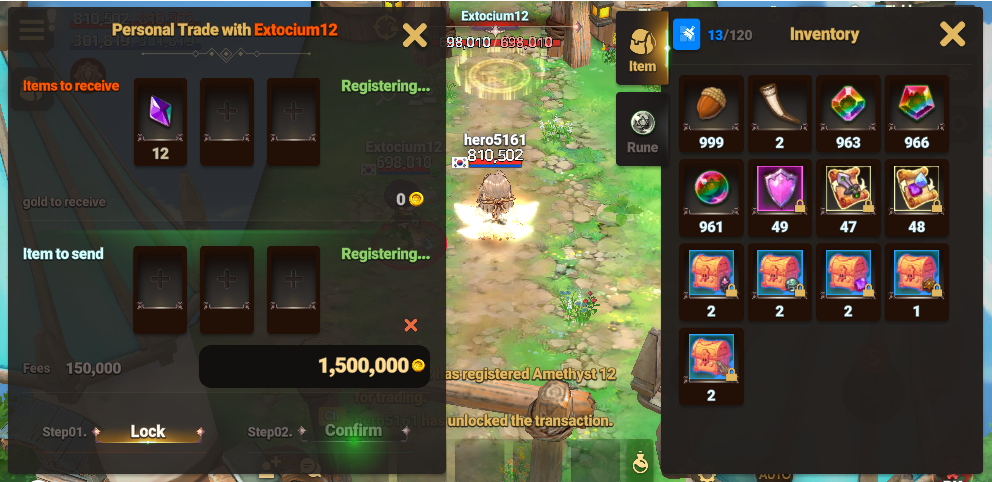 Personal Trade with Extocium12
Items to receive
Registering...
12
gold to receive
0
Item to send
Registering...
Fees 150,000
1,500,000
Step01. Lock
Step02. Confirm
Extocium12
98,010 698,010
Extocium12
698,010
hero5161
810,502
as registered Amethyst 12
for trading.
has unlocked the transaction.
AUTO
Item
Rune
13/120
Inventory
999
2
963
966
961
49
47
48
2
2
2
1
2